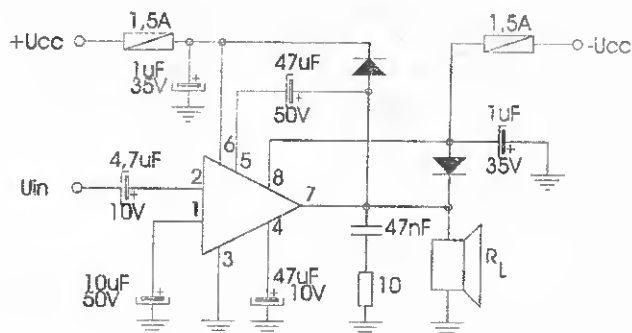 1,5A
1,5A
+Ucc
-Ucc
1uF
35V
47uF
50V
6
5
1uF
35V
4,7uF
10V
Uin
2
8
7
1
4
3
47nF
10uF
50V
47uF
10V
10
RL